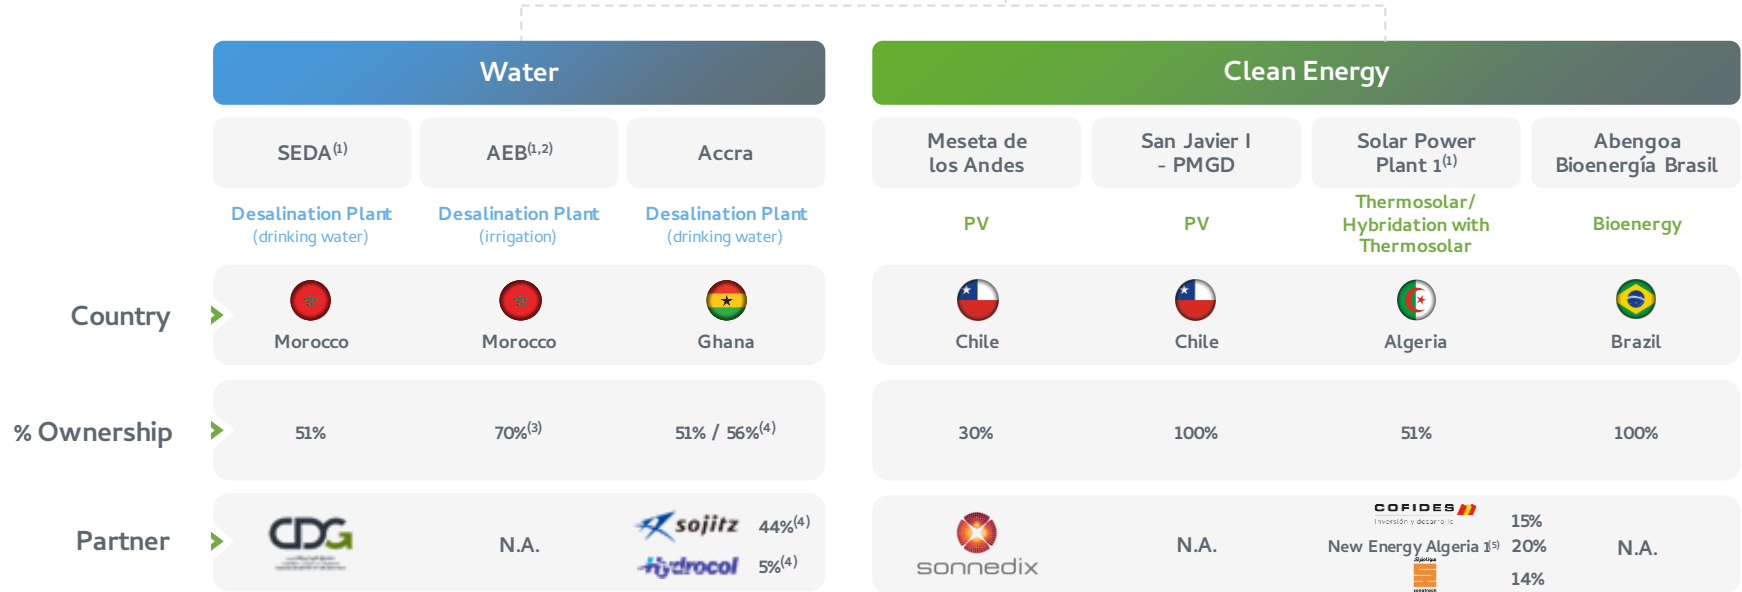 Water
Clean Energy
SEDA(1)
AEB(1,2)
Accra
Meseta de
los Andes
San Javier I
- PMGD
Solar Power
Plant 1(1)
Abengoa
Bioenergía Brasil
Desalination Plant
(drinking water)
Desalination Plant
(irrigation)
Desalination Plant
(drinking water)
PV
PV
Thermosolar/
Hybridation with
Thermosolar
Bioenergy
Country
Morocco
Morocco
Ghana
Chile
Chile
Algeria
Brazil
% Ownership
51%
70%(3)
51% / 56%(4)
30%
100%
51%
100%
Partner
CDG
N.A.
sojitz 44%(4)
Hydrocol 5%(4)
sonnedix
N.A.
COFIDES 15%
Inversión y desarrollo
New Energy Algeria 1(5) 20%
sonatrach 14%
N.A.